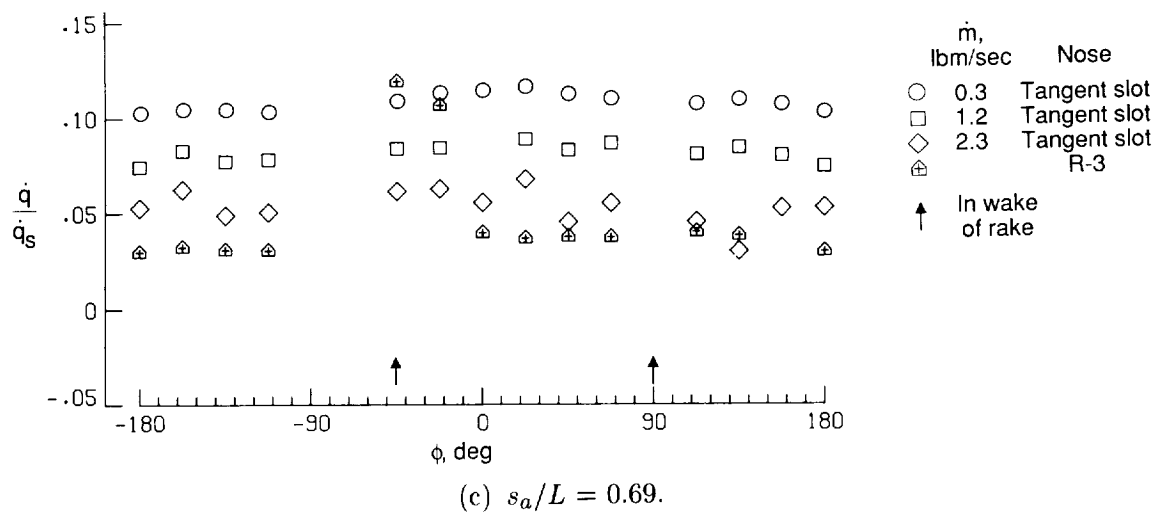 .15
.10
.05
0
-.05
q̇
q̇s
-180
-90
0
90
180
ϕ, deg
ṁ,
lbm/sec Nose
0.3 Tangent slot
1.2 Tangent slot
2.3 Tangent slot
R-3
In wake
of rake
(c) sₐ/L = 0.69.